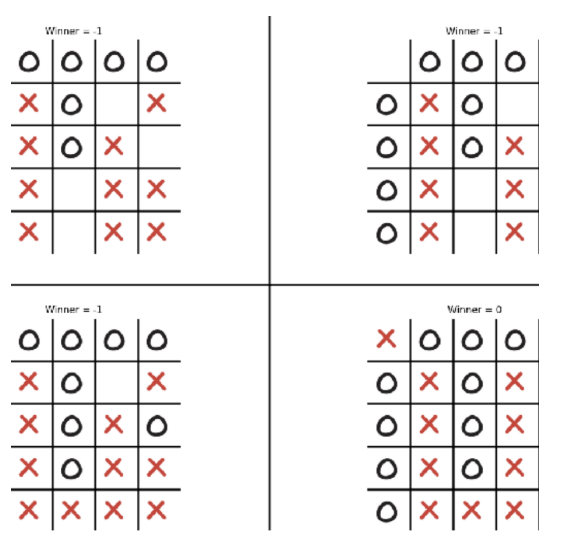 Winner = -1
Winner = -1
O O O O
O O O
X O X
O X O
X O X
O X O X
X X X
O X X
X X X
O X X
Winner = -1
Winner = 0
O O O O
X O O O
X O X
O X O X
X O X O
O X O X
X O X X
O X O X
X X X X
O X X X